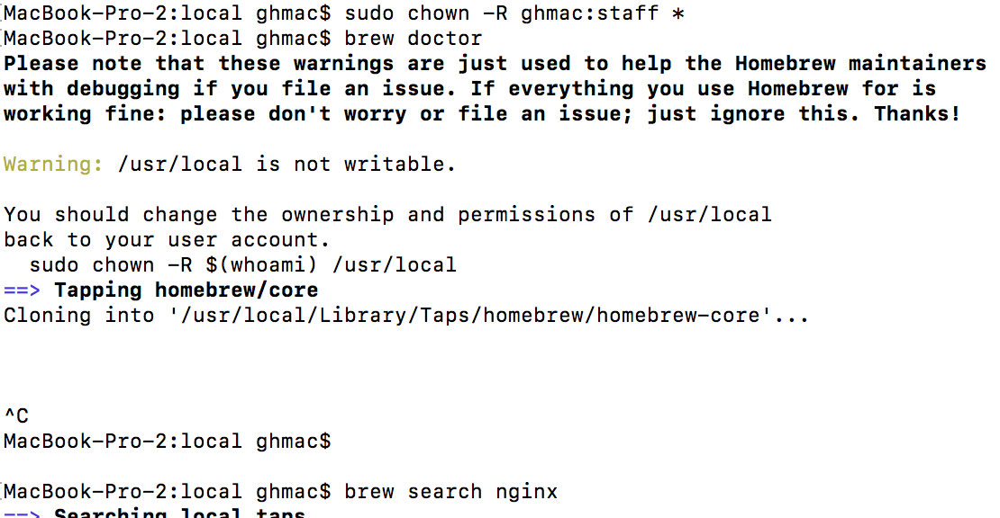 [MacBook-Pro-2:local ghmac$ sudo chown -R ghmac:staff *
[MacBook-Pro-2:local ghmac$ brew doctor
Please note that these warnings are just used to help the Homebrew maintainers
with debugging if you file an issue. If everything you use Homebrew for is
working fine: please don't worry or file an issue; just ignore this. Thanks!
Warning: /usr/local is not writable.
You should change the ownership and permissions of /usr/local
back to your user account.
  sudo chown -R $(whoami) /usr/local
==> Tapping homebrew/core
Cloning into '/usr/local/Library/Taps/homebrew/homebrew-core'...
^C
MacBook-Pro-2:local ghmac$
[MacBook-Pro-2:local ghmac$ brew search nginx
==> Searching local taps